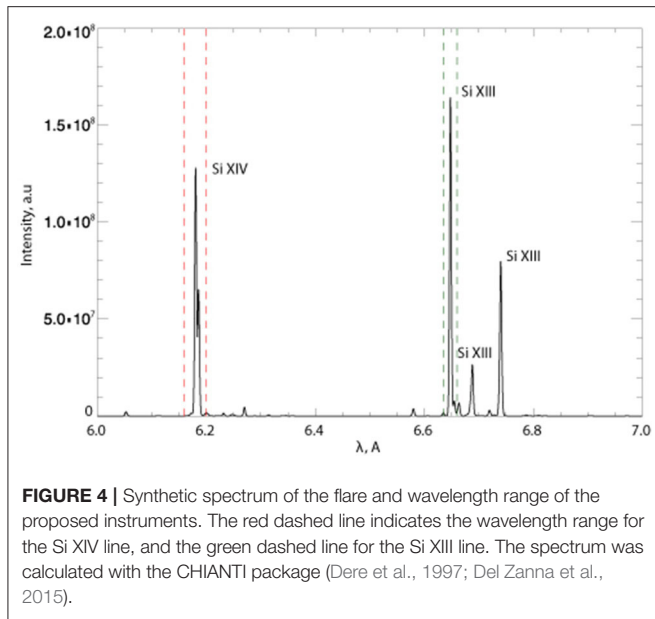 2.0•10⁸
1.5•10⁸
1.0•10⁸
5.0•10⁷
0
Intensity, a.u
Si XIV
Si XIII
Si XIII
Si XIII
6.0 6.2 6.4 6.6 6.8 7.0
λ, A
FIGURE 4 | Synthetic spectrum of the flare and wavelength range of the
proposed instruments. The red dashed line indicates the wavelength range for
the Si XIV line, and the green dashed line for the Si XIII line. The spectrum was
calculated with the CHIANTI package (Dere et al., 1997; Del Zanna et al.,
2015).